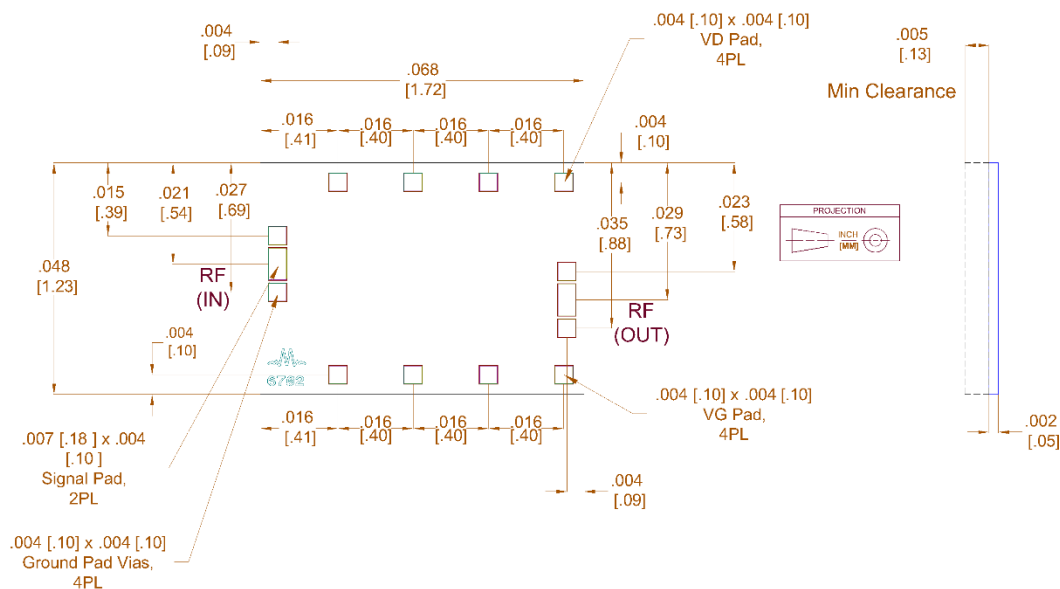 .004 [.10] x .004 [.10]
VD Pad,
4PL
.004
[.09]
.005
[.13]
.068
[1.72]
Min Clearance
.016
[.41]
.016
[.40]
.016
[.40]
.016
[.40]
.004
[.10]
.015
[.39]
.021
[.54]
.027
[.69]
.035
[.88]
.029
[.73]
.023
[.58]
PROJECTION
INCH
[MM]
.048
[1.23]
RF
(IN)
RF
(OUT)
.004
[.10]
6762
.004 [.10] x .004 [.10]
VG Pad,
4PL
.016
[.41]
.016
[.40]
.016
[.40]
.016
[.40]
.002
[.05]
.007 [.18 ] x .004
[.10 ]
Signal Pad,
2PL
.004
[.09]
.004 [.10] x .004 [.10]
Ground Pad Vias,
4PL